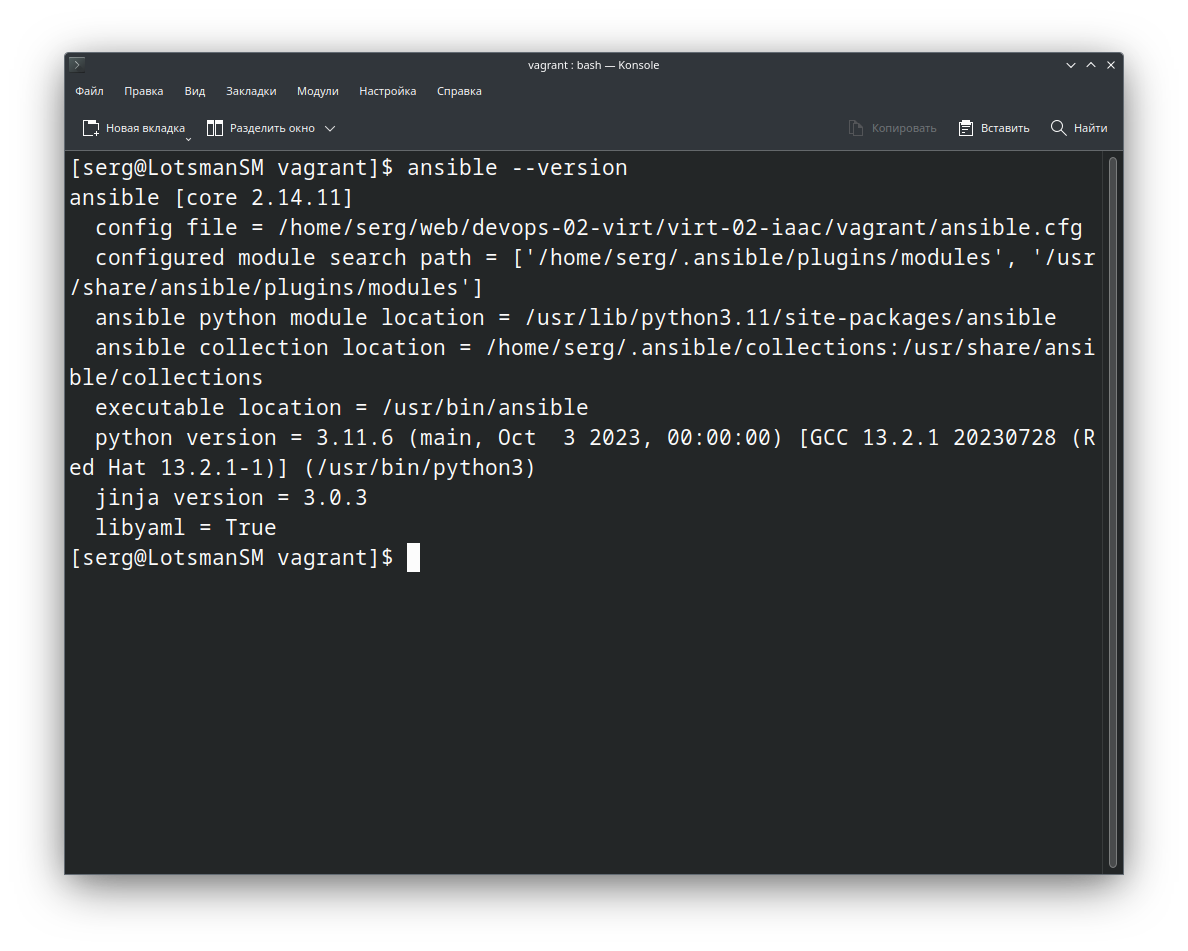 vagrant : bash — Konsole
Файл Правка Вид Закладки Модули Настройка Справка
Новая вкладка Разделить окно Копировать Вставить Найти
[serg@LotsmanSM vagrant]$ ansible --version
ansible [core 2.14.11]
  config file = /home/serg/web/devops-02-virt/virt-02-iaac/vagrant/ansible.cfg
  configured module search path = ['/home/serg/.ansible/plugins/modules', '/usr
/share/ansible/plugins/modules']
  ansible python module location = /usr/lib/python3.11/site-packages/ansible
  ansible collection location = /home/serg/.ansible/collections:/usr/share/ansi
ble/collections
  executable location = /usr/bin/ansible
  python version = 3.11.6 (main, Oct  3 2023, 00:00:00) [GCC 13.2.1 20230728 (R
ed Hat 13.2.1-1)] (/usr/bin/python3)
  jinja version = 3.0.3
  libyaml = True
[serg@LotsmanSM vagrant]$